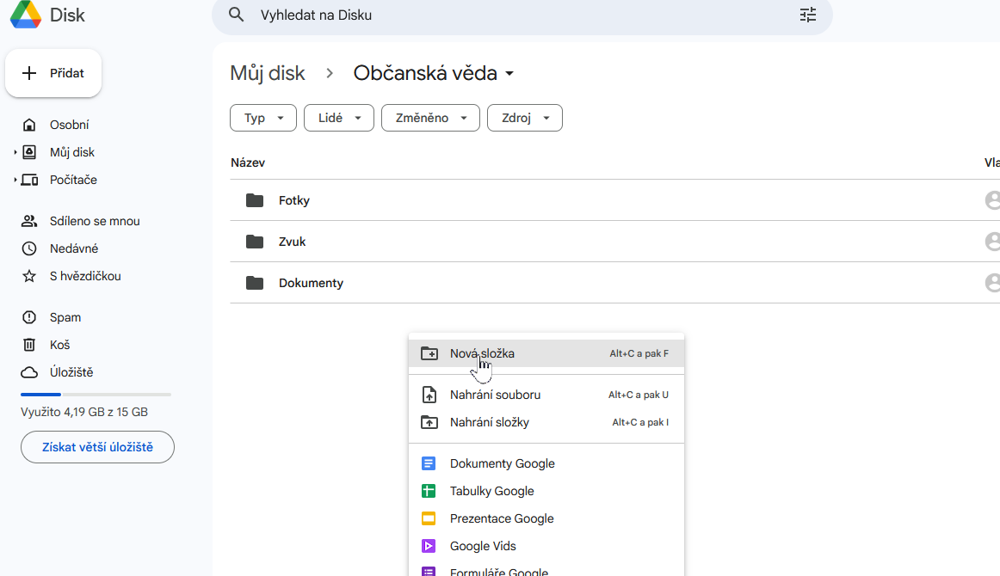 Disk
Vyhledat na Disku
Přidat
Osobní
Můj disk
Počítače
Sdíleno se mnou
Nedávné
S hvězdičkou
Spam
Koš
Úložiště
Využito 4,19 GB z 15 GB
Získat větší úložiště
Můj disk > Občanská věda
Typ Lidé Změněno Zdroj
Název Vla
Fotky
Zvuk
Dokumenty
Nová složka Alt+C a pak F
Nahrání souboru Alt+C a pak U
Nahrání složky Alt+C a pak I
Dokumenty Google
Tabulky Google
Prezentace Google
Google Vids
Formuláře Google